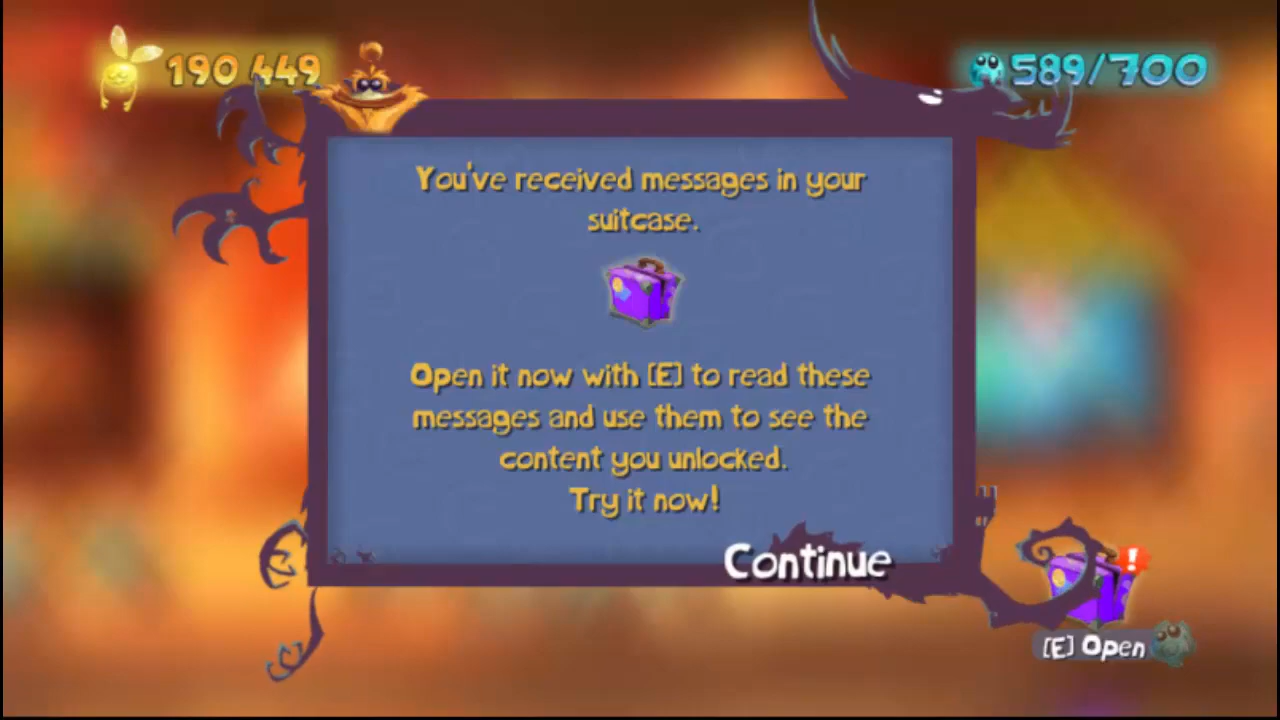 190 449
589/700
You've received messages in your
suitcase.
Open it now with [E] to read these
messages and use them to see the
content you unlocked.
Try it now!
Continue
!
[E] Open